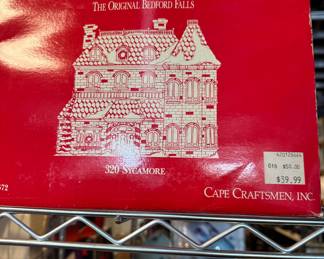 The Original Bedford Falls
320 Sycamore
$39.99
Cape Craftsmen, Inc.